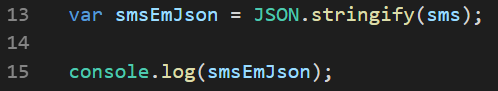 13 var smsEmJson = JSON.stringify(sms);
14
15 console.log(smsEmJson);